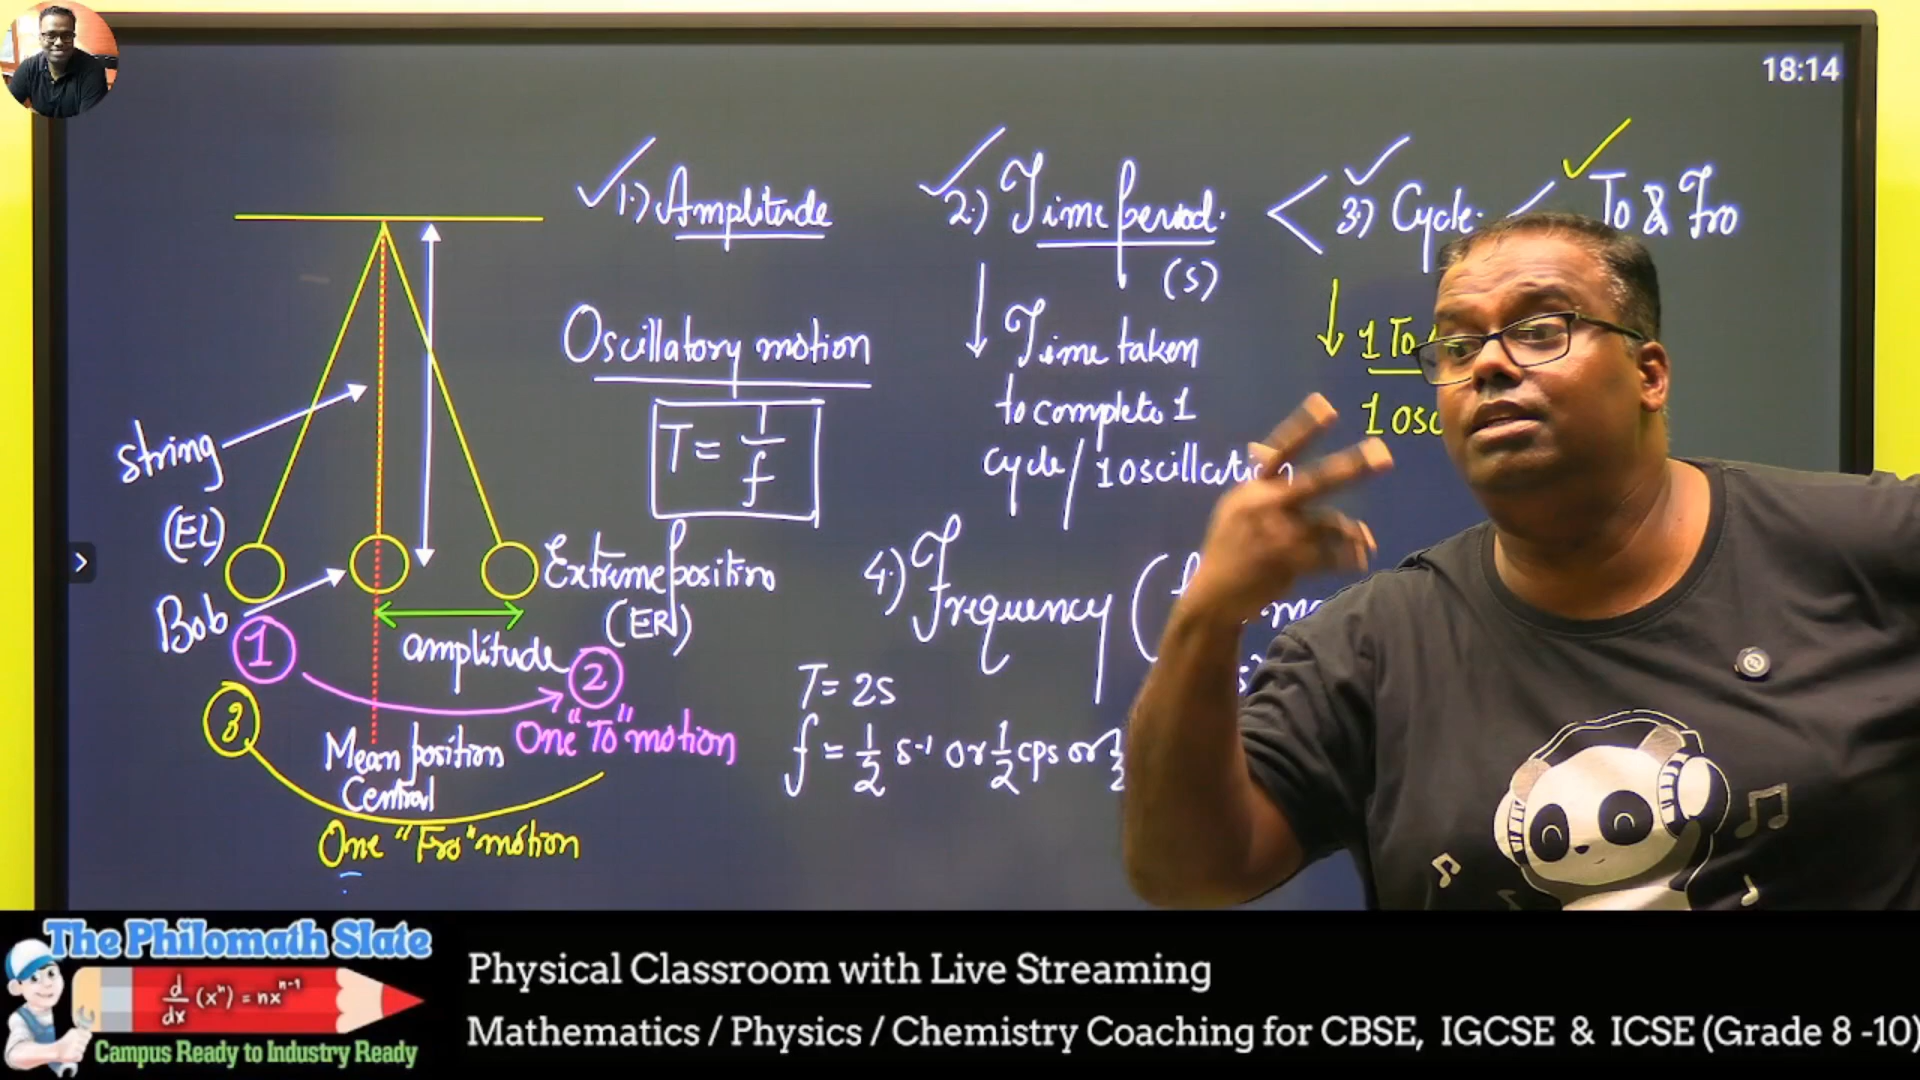 18:14
1.) Amplitude
2.) Time period.
(s)
< 3.) Cycle. < To & Fro
Oscillatory motion
T = 1/f
Time taken
to complete 1
cycle / 1 oscillation
1 To
1 osc
string
(EL)
Bob
Extreme position
(ER)
amplitude
1
2
3
One "To" motion
Mean position
Central
One "Fro" motion
4.) Frequency (
T = 2s
f = 1/2 s⁻¹ or 1/2 cps or
The Philomath Slate
d/dx (xⁿ) = nxⁿ⁻¹
Campus Ready to Industry Ready
Physical Classroom with Live Streaming
Mathematics / Physics / Chemistry Coaching for CBSE, IGCSE & ICSE (Grade 8 -10)